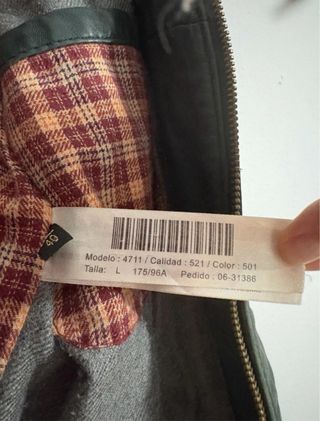 Modelo : 4711 / Calidad : 521 / Color : 501
Talla: L 175/96A Pedido : 06-31386